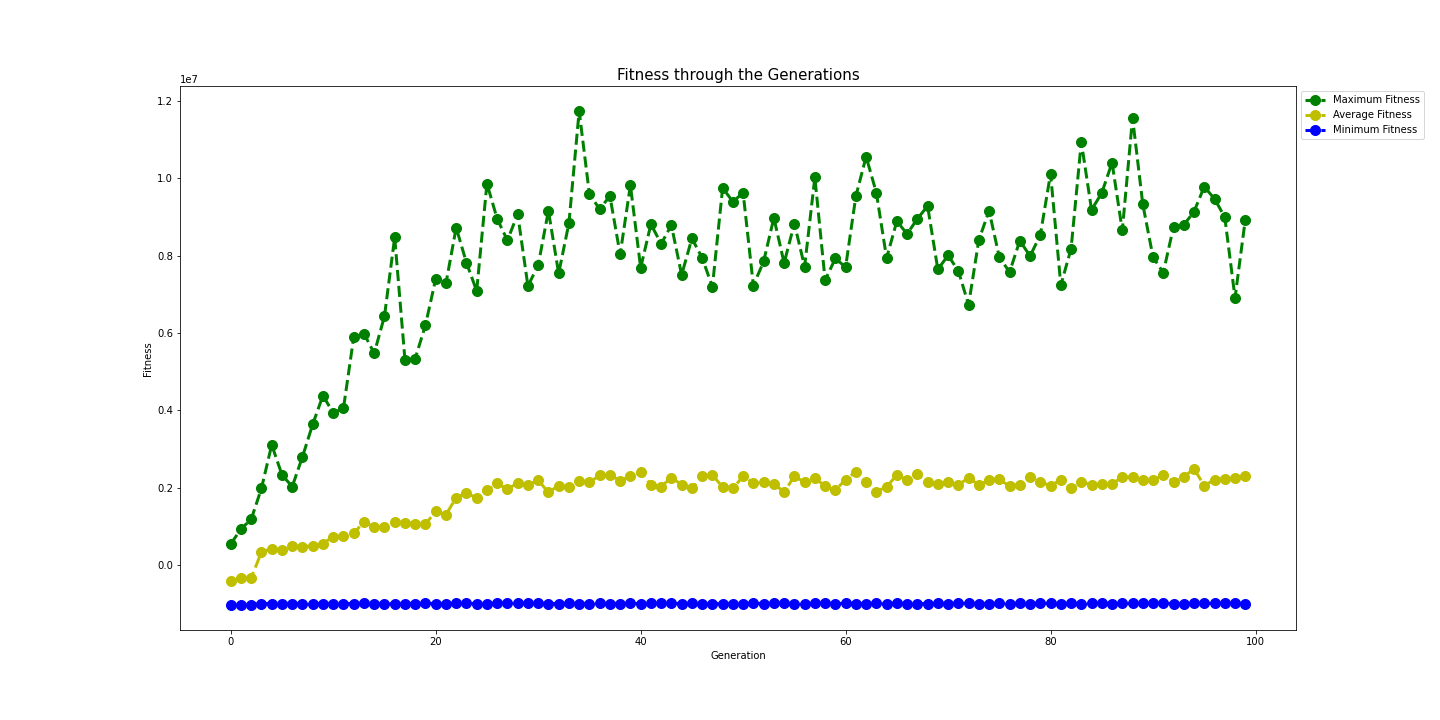 Fitness through the Generations
1e7
1.2
1.0
0.8
0.6
0.4
0.2
0.0
Fitness
0 20 40 60 80 100
Generation
Maximum Fitness
Average Fitness
Minimum Fitness